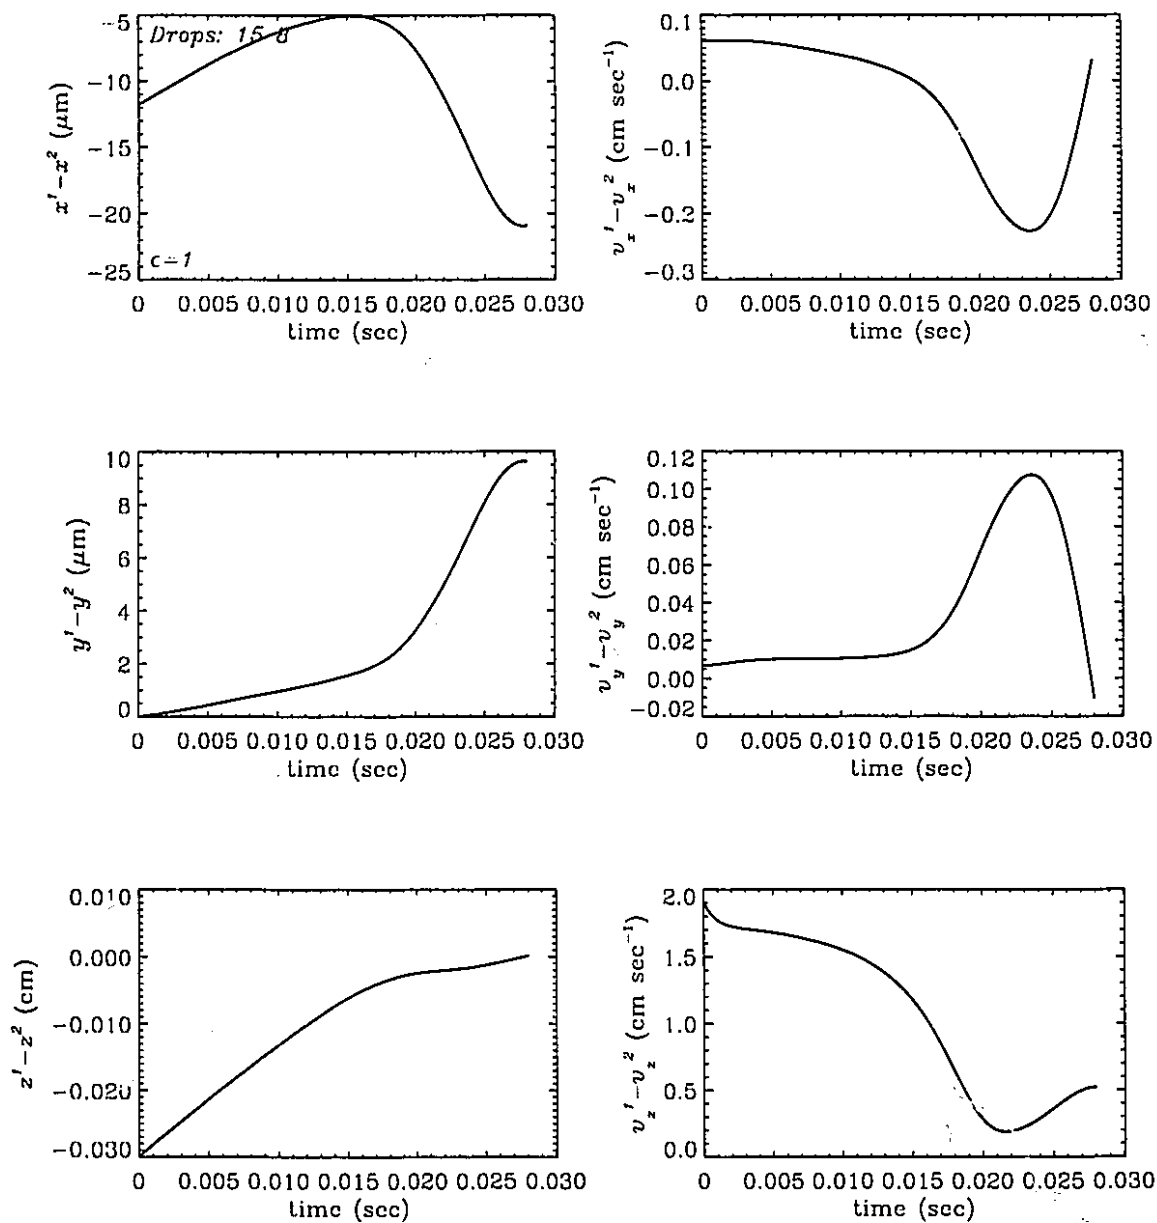 Drops: 15
c=1
-5
-10
-15
-20
-25
x¹-x² (μm)
0 0.005 0.010 0.015 0.020 0.025 0.030
time (sec)
0.1
0.0
-0.1
-0.2
-0.3
v_x¹-v_x² (cm sec⁻¹)
0 0.005 0.010 0.015 0.020 0.025 0.030
time (sec)
10
8
6
4
2
0
y¹-y² (μm)
0 0.005 0.010 0.015 0.020 0.025 0.030
time (sec)
0.12
0.10
0.08
0.06
0.04
0.02
0.00
-0.02
v_y¹-v_y² (cm sec⁻¹)
0 0.005 0.010 0.015 0.020 0.025 0.030
time (sec)
0.010
0.000
-0.010
-0.020
-0.030
z¹-z² (cm)
0 0.005 0.010 0.015 0.020 0.025 0.030
time (sec)
2.0
1.5
1.0
0.5
0.0
v_z¹-v_z² (cm sec⁻¹)
0 0.005 0.010 0.015 0.020 0.025 0.030
time (sec)